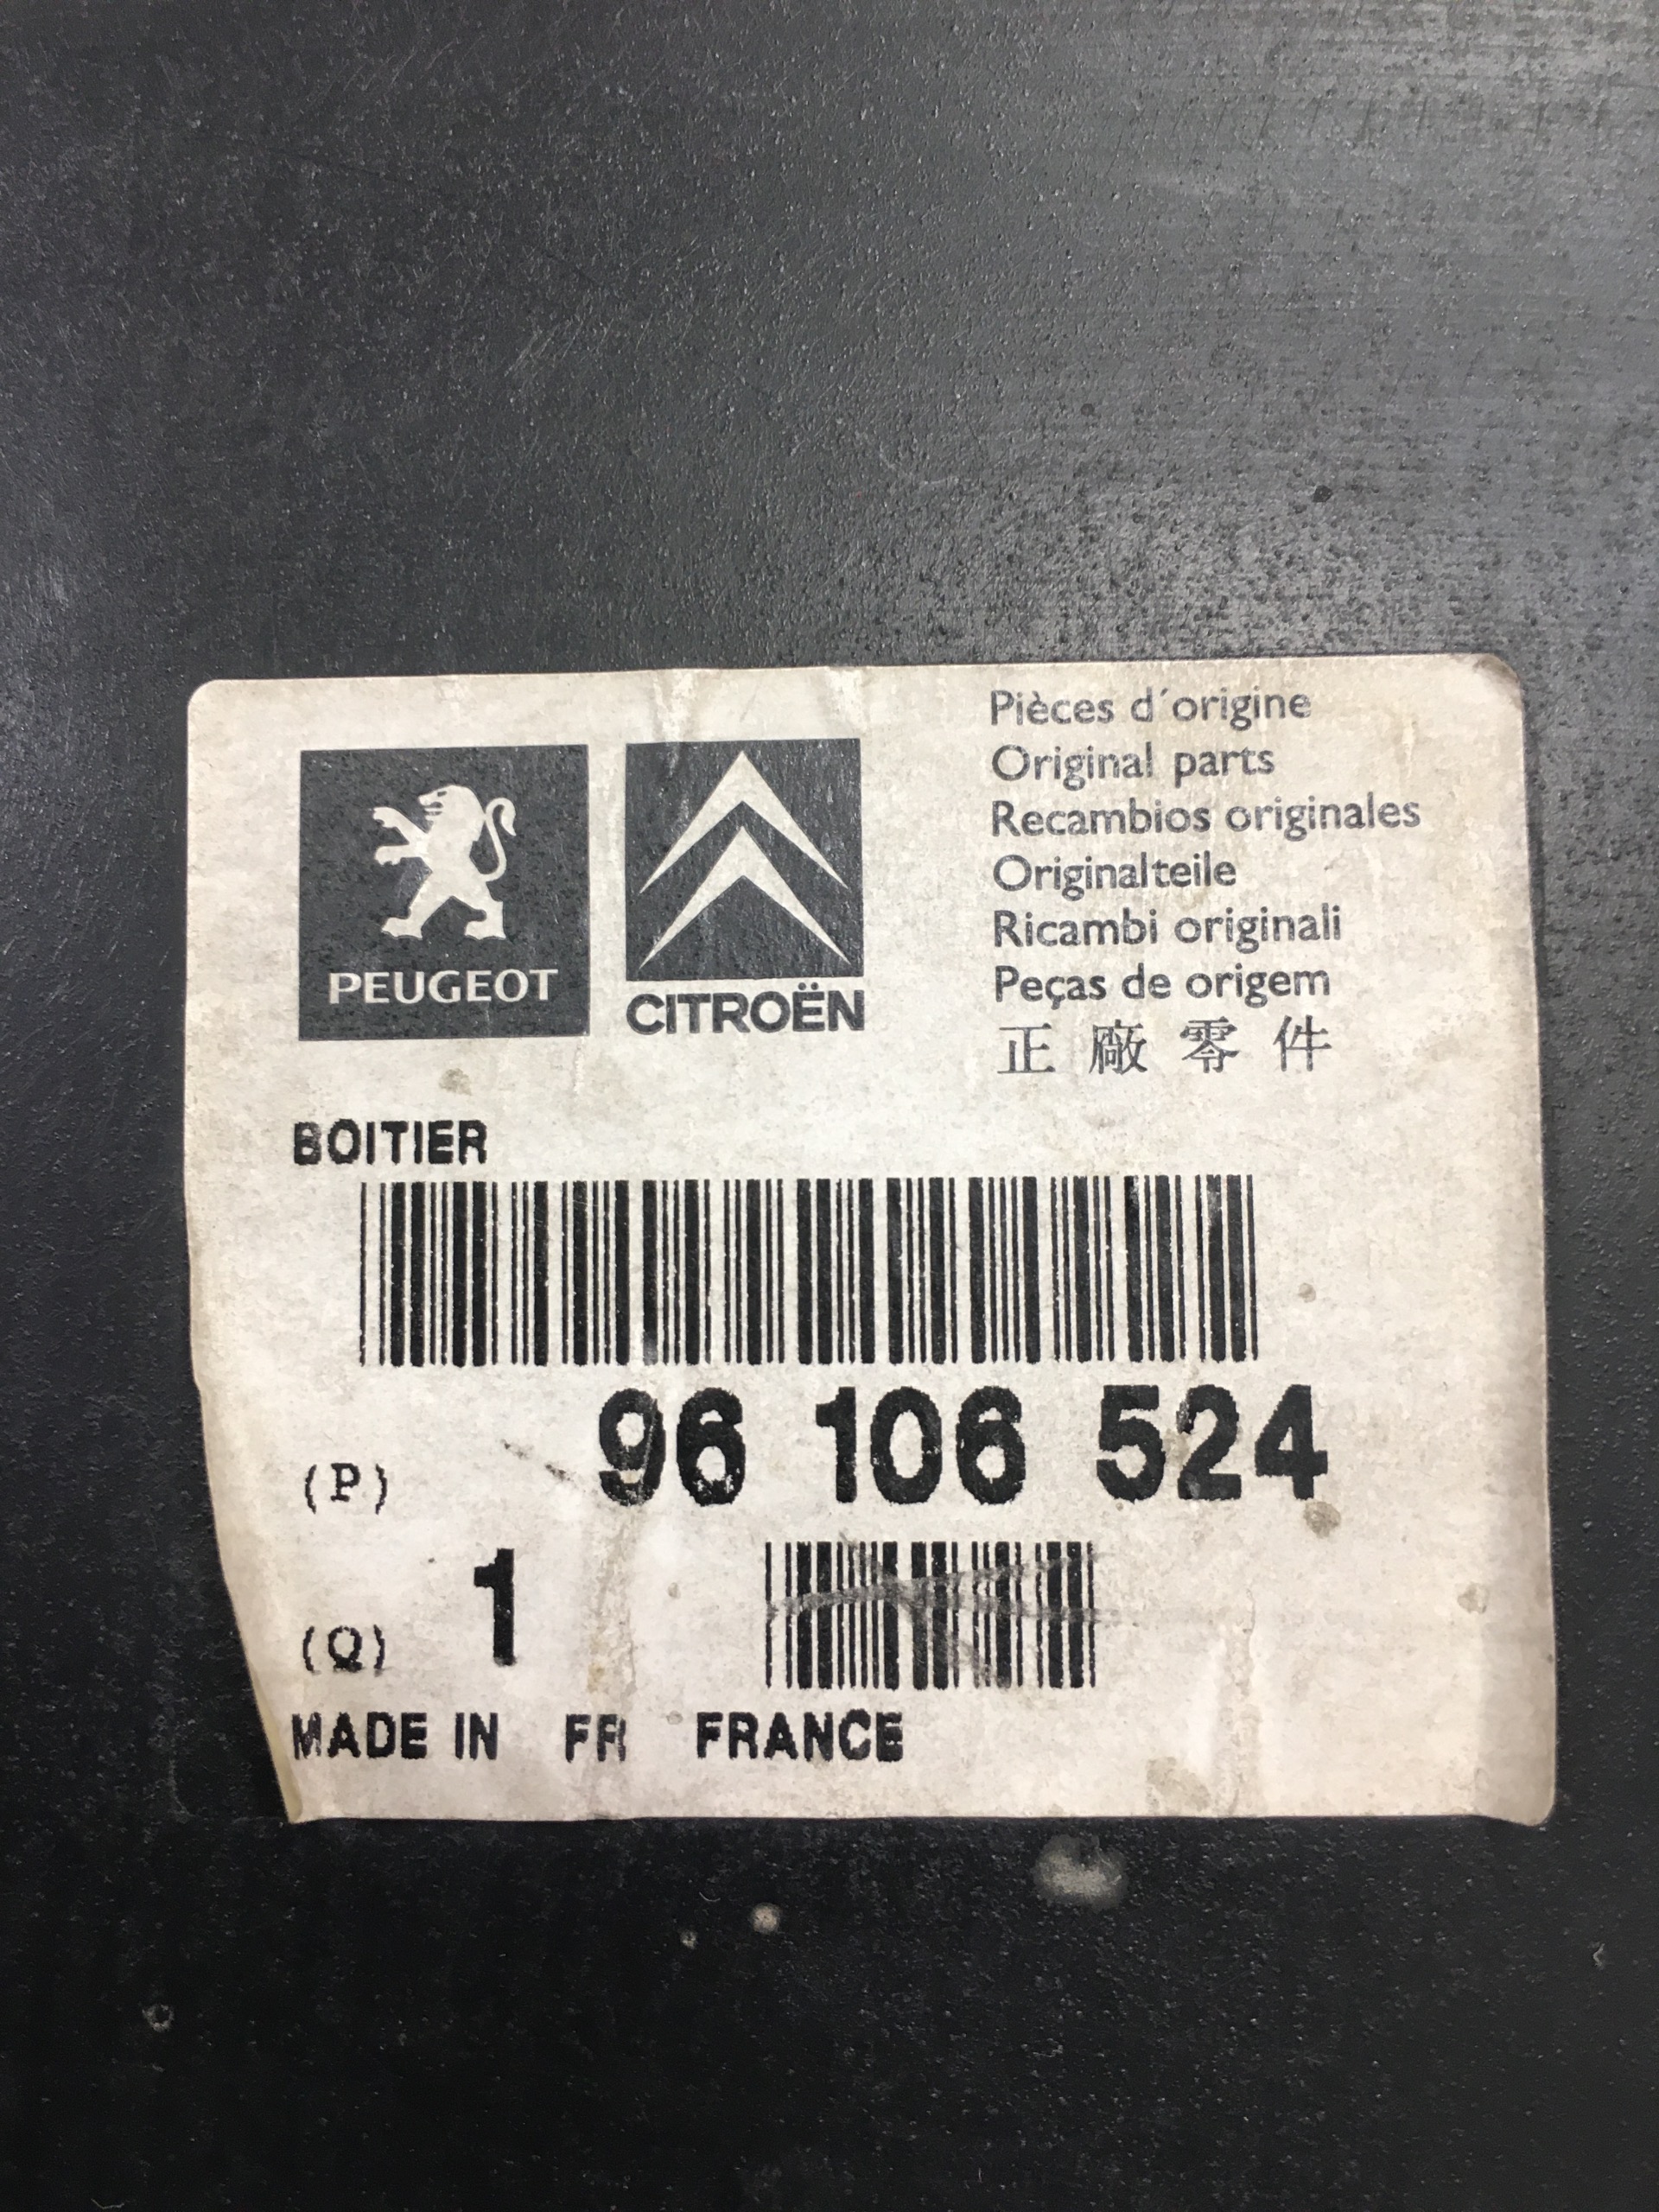 PEUGEOT
CITROËN
Pièces d'origine
Original parts
Recambios originales
Originalteile
Ricambi originali
Peças de origem
正廠零件
BOITIER
(P) 96 106 524
(Q) 1
MADE IN FR FRANCE